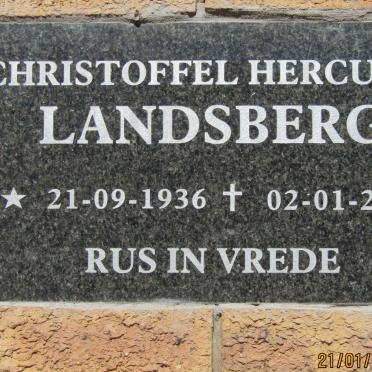 CHRISTOFFEL HERCU
LANDSBERG
★ 21-09-1936 ✝ 02-01-2
RUS IN VREDE
21/01/